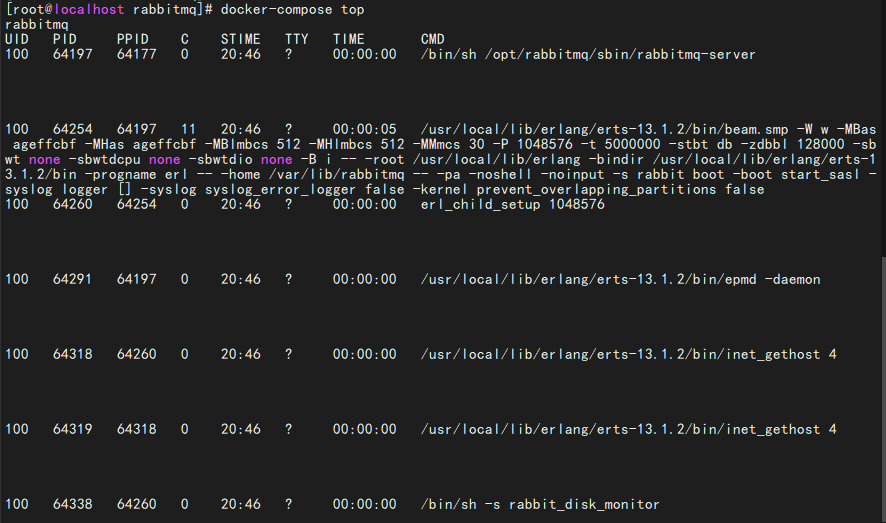 [root@localhost rabbitmq]# docker-compose top
rabbitmq
UID PID PPID C STIME TTY TIME CMD
100 64197 64177 0 20:46 ? 00:00:00 /bin/sh /opt/rabbitmq/sbin/rabbitmq-server
100 64254 64197 11 20:46 ? 00:00:05 /usr/local/lib/erlang/erts-13.1.2/bin/beam.smp -W w -MBas
ageffcbf -MHas ageffcbf -MBlmbcs 512 -MHlmbcs 512 -MMmcs 30 -P 1048576 -t 5000000 -stbt db -zdbbl 128000 -sb
wt none -sbwtdcpu none -sbwtdio none -B i -- -root /usr/local/lib/erlang -bindir /usr/local/lib/erlang/erts-1
3.1.2/bin -progname erl -- -home /var/lib/rabbitmq -- -pa -noshell -noinput -s rabbit boot -boot start_sasl -
syslog logger [] -syslog syslog_error_logger false -kernel prevent_overlapping_partitions false
100 64260 64254 0 20:46 ? 00:00:00 erl_child_setup 1048576
100 64291 64197 0 20:46 ? 00:00:00 /usr/local/lib/erlang/erts-13.1.2/bin/epmd -daemon
100 64318 64260 0 20:46 ? 00:00:00 /usr/local/lib/erlang/erts-13.1.2/bin/inet_gethost 4
100 64319 64318 0 20:46 ? 00:00:00 /usr/local/lib/erlang/erts-13.1.2/bin/inet_gethost 4
100 64338 64260 0 20:46 ? 00:00:00 /bin/sh -s rabbit_disk_monitor